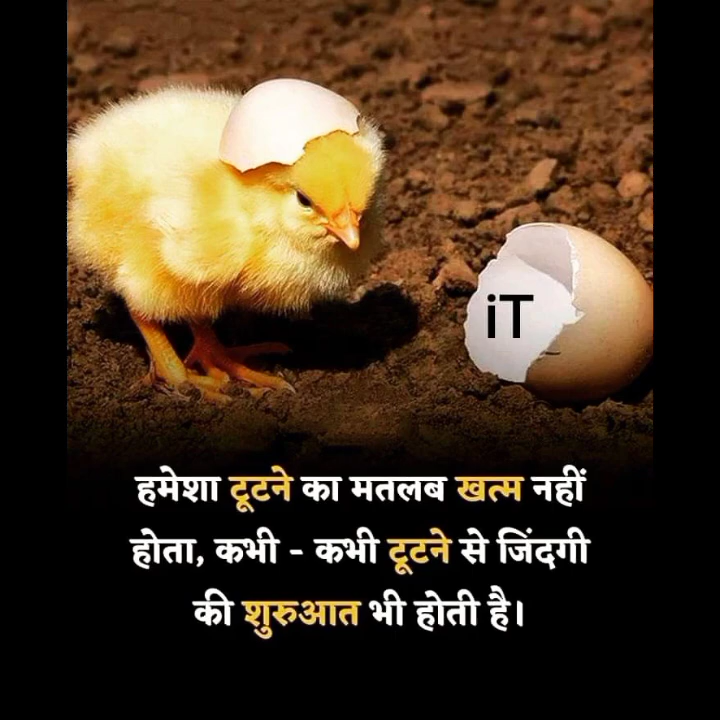 iT
हमेशा टूटने का मतलब खत्म नहीं
होता, कभी - कभी टूटने से जिंदगी
की शुरुआत भी होती है।